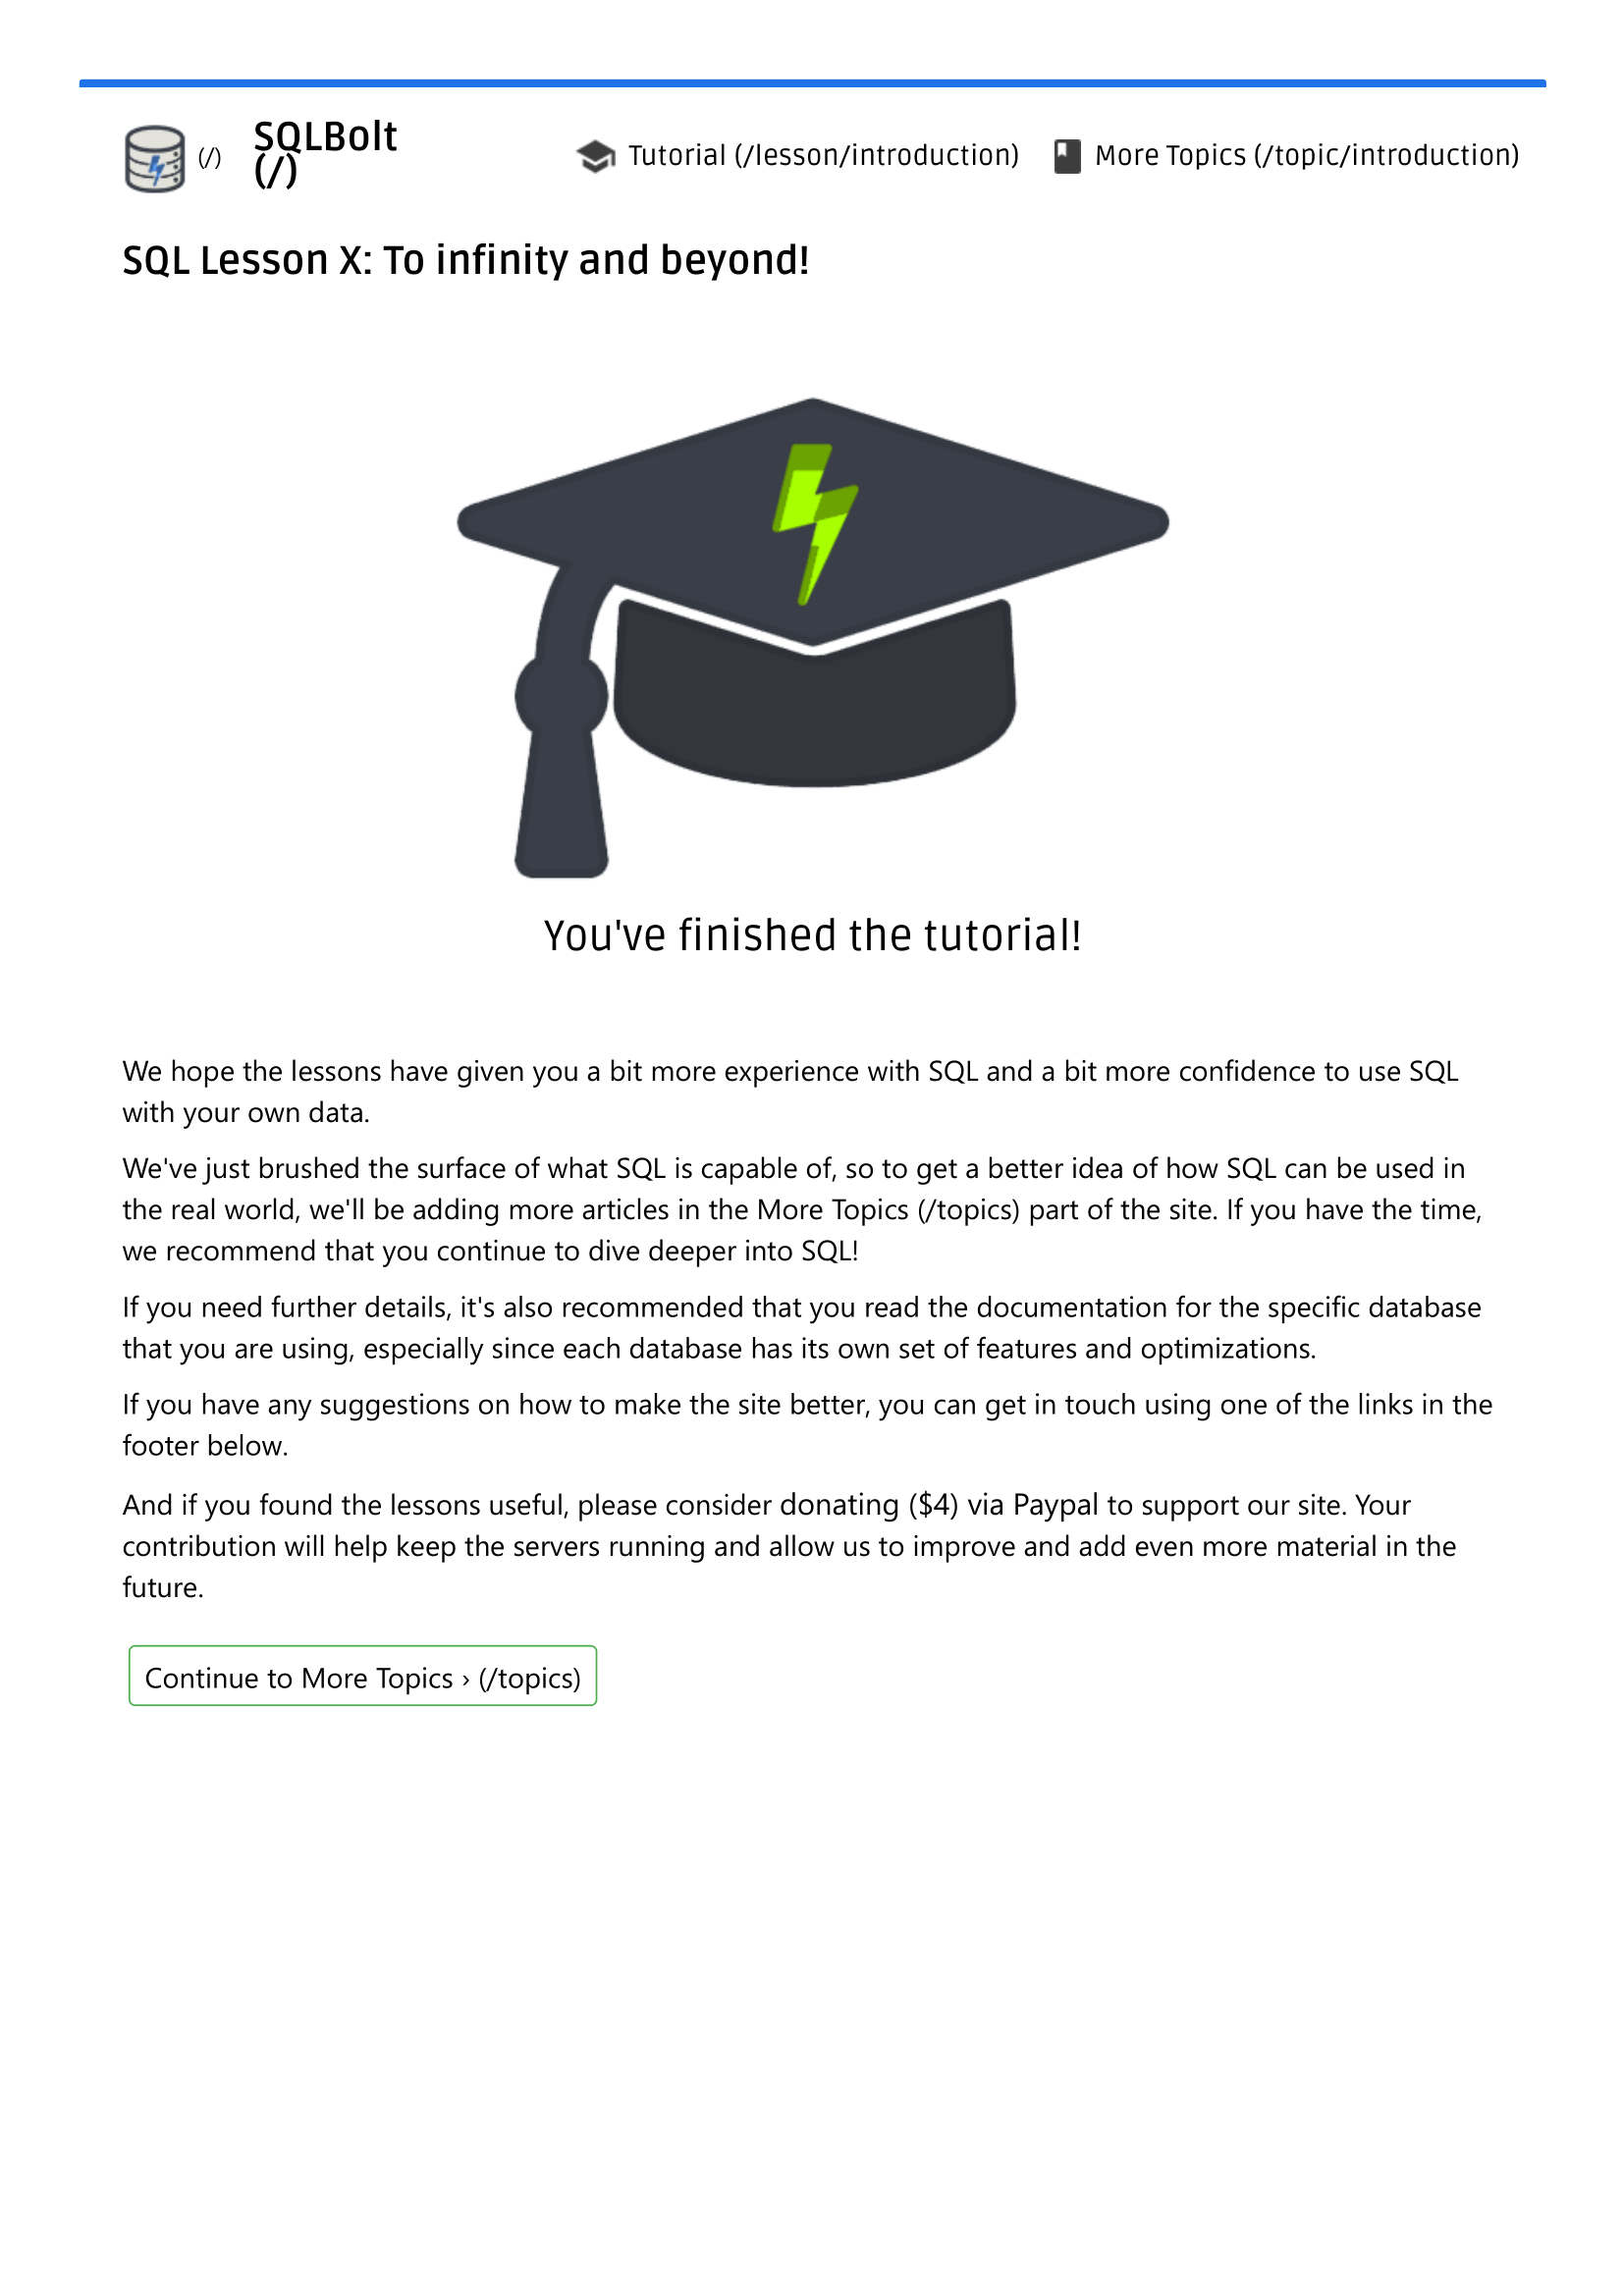 (/)
SQLBolt
(/)
Tutorial (/lesson/introduction)
More Topics (/topic/introduction)
SQL Lesson X: To infinity and beyond!
You've finished the tutorial!
We hope the lessons have given you a bit more experience with SQL and a bit more confidence to use SQL
with your own data.
We've just brushed the surface of what SQL is capable of, so to get a better idea of how SQL can be used in
the real world, we'll be adding more articles in the More Topics (/topics) part of the site. If you have the time,
we recommend that you continue to dive deeper into SQL!
If you need further details, it's also recommended that you read the documentation for the specific database
that you are using, especially since each database has its own set of features and optimizations.
If you have any suggestions on how to make the site better, you can get in touch using one of the links in the
footer below.
And if you found the lessons useful, please consider donating ($4) via Paypal to support our site. Your
contribution will help keep the servers running and allow us to improve and add even more material in the
future.
Continue to More Topics › (/topics)